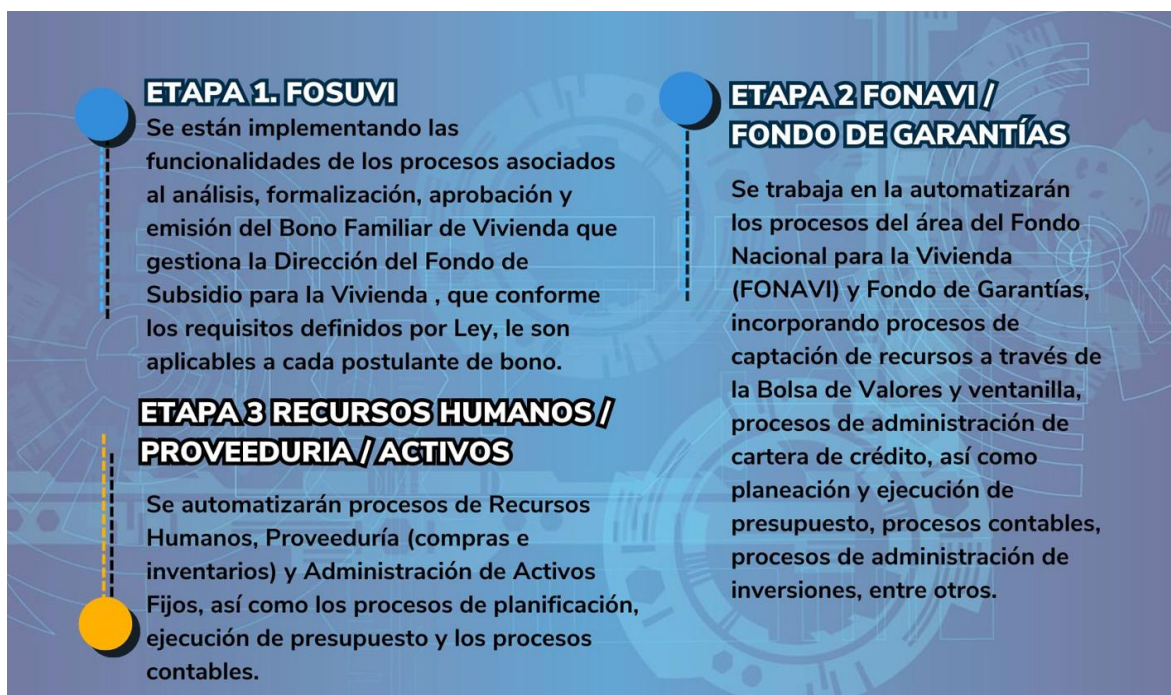 ETAPA 1. FOSUVI
Se están implementando las
funcionalidades de los procesos asociados
al análisis, formalización, aprobación y
emisión del Bono Familiar de Vivienda que
gestiona la Dirección del Fondo de
Subsidio para la Vivienda , que conforme
los requisitos definidos por Ley, le son
aplicables a cada postulante de bono.
ETAPA 2 FONAVI /
FONDO DE GARANTÍAS
Se trabaja en la automatizarán
los procesos del área del Fondo
Nacional para la Vivienda
(FONAVI) y Fondo de Garantías,
incorporando procesos de
captación de recursos a través de
la Bolsa de Valores y ventanilla,
procesos de administración de
cartera de crédito, así como
planeación y ejecución de
presupuesto, procesos contables,
procesos de administración de
inversiones, entre otros.
ETAPA 3 RECURSOS HUMANOS /
PROVEEDURIA / ACTIVOS
Se automatizarán procesos de Recursos
Humanos, Proveeduría (compras e
inventarios) y Administración de Activos
Fijos, así como los procesos de planificación,
ejecución de presupuesto y los procesos
contables.